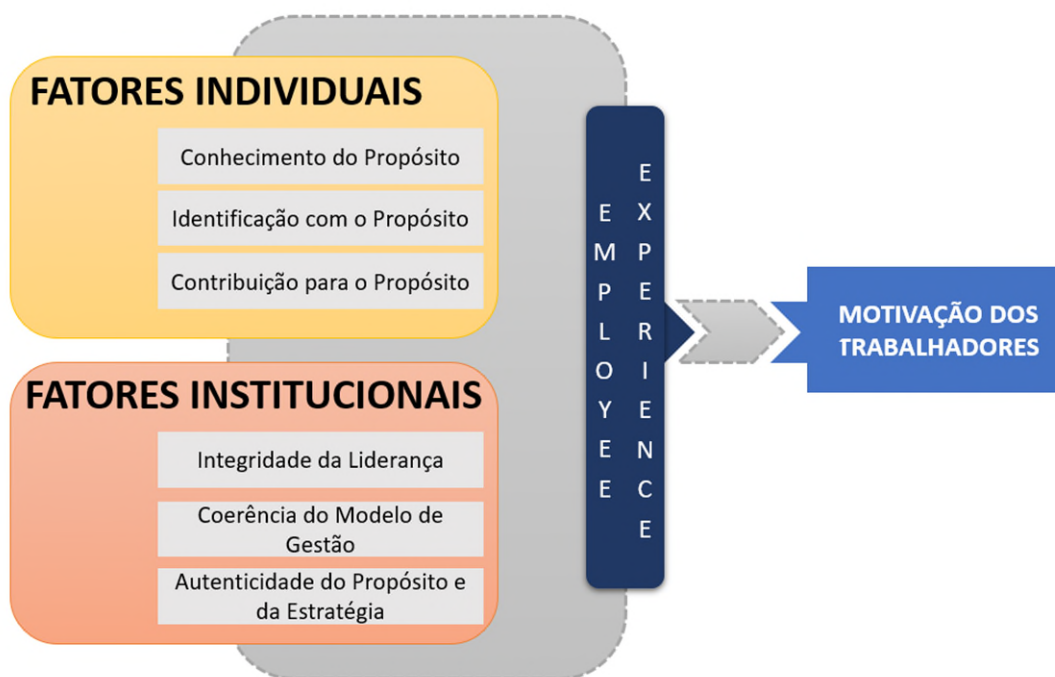 FATORES INDIVIDUAIS
Conhecimento do Propósito
Identificação com o Propósito
Contribuição para o Propósito
FATORES INSTITUCIONAIS
Integridade da Liderança
Coerência do Modelo de
Gestão
Autenticidade do Propósito e
da Estratégia
EMPLOYEE
EXPERIENCE
MOTIVAÇÃO DOS
TRABALHADORES